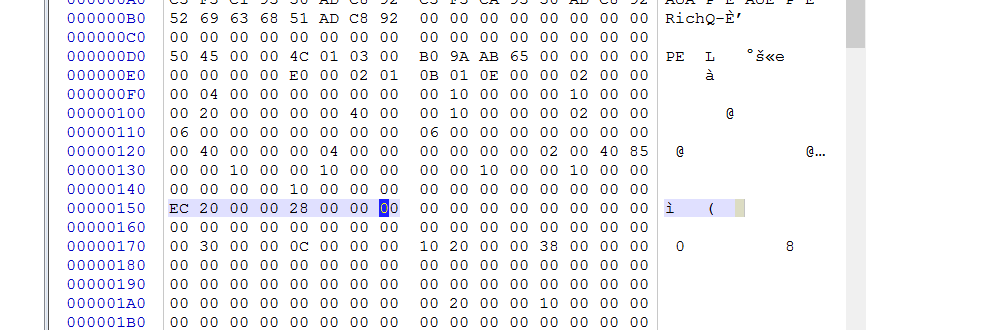 000000B0 52 69 63 68 51 AD C8 92 00 00 00 00 00 00 00 00 RichQ-È’
000000C0 00 00 00 00 00 00 00 00 00 00 00 00 00 00 00 00
000000D0 50 45 00 00 4C 01 03 00 B0 9A AB 65 00 00 00 00 PE L °š«e
000000E0 00 00 00 00 E0 00 02 01 0B 01 0E 00 00 02 00 00 à
000000F0 00 04 00 00 00 00 00 00 00 10 00 00 00 10 00 00
00000100 00 20 00 00 00 00 40 00 00 10 00 00 00 02 00 00 @
00000110 06 00 00 00 00 00 00 00 06 00 00 00 00 00 00 00
00000120 00 40 00 00 00 04 00 00 00 00 00 00 02 00 40 85 @ @…
00000130 00 00 10 00 00 10 00 00 00 00 10 00 00 10 00 00
00000140 00 00 00 00 10 00 00 00 00 00 00 00 00 00 00 00
00000150 EC 20 00 00 28 00 00 00 00 00 00 00 00 00 00 00 ì (
00000160 00 00 00 00 00 00 00 00 00 00 00 00 00 00 00 00
00000170 00 30 00 00 0C 00 00 00 10 20 00 00 38 00 00 00 0 8
00000180 00 00 00 00 00 00 00 00 00 00 00 00 00 00 00 00
00000190 00 00 00 00 00 00 00 00 00 00 00 00 00 00 00 00
000001A0 00 00 00 00 00 00 00 00 00 20 00 00 10 00 00 00
000001B0 00 00 00 00 00 00 00 00 00 00 00 00 00 00 00 00